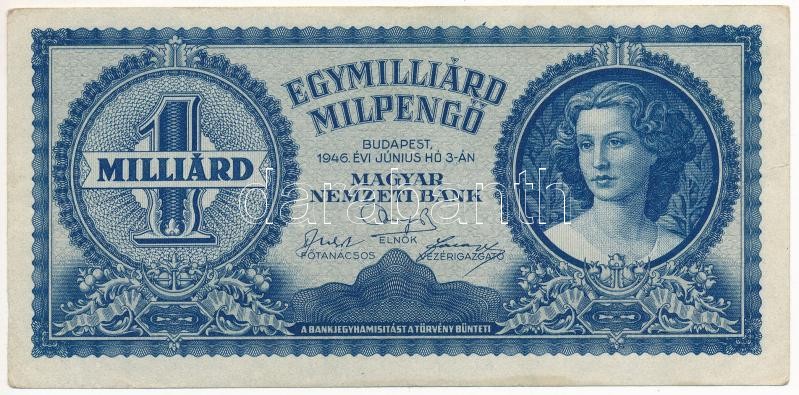 EGYMILLIÁRD
MILPENGŐ
1
MILLIÁRD
BUDAPEST,
1946. ÉVI JÚNIUS HÓ 3-ÁN
MAGYAR
NEMZETI BANK
darabanth
ELNÖK
FŐTANÁCSOS VEZÉRIGAZGATÓ
A BANKJEGYHAMISITÁST A TÖRVÉNY BÜNTETI